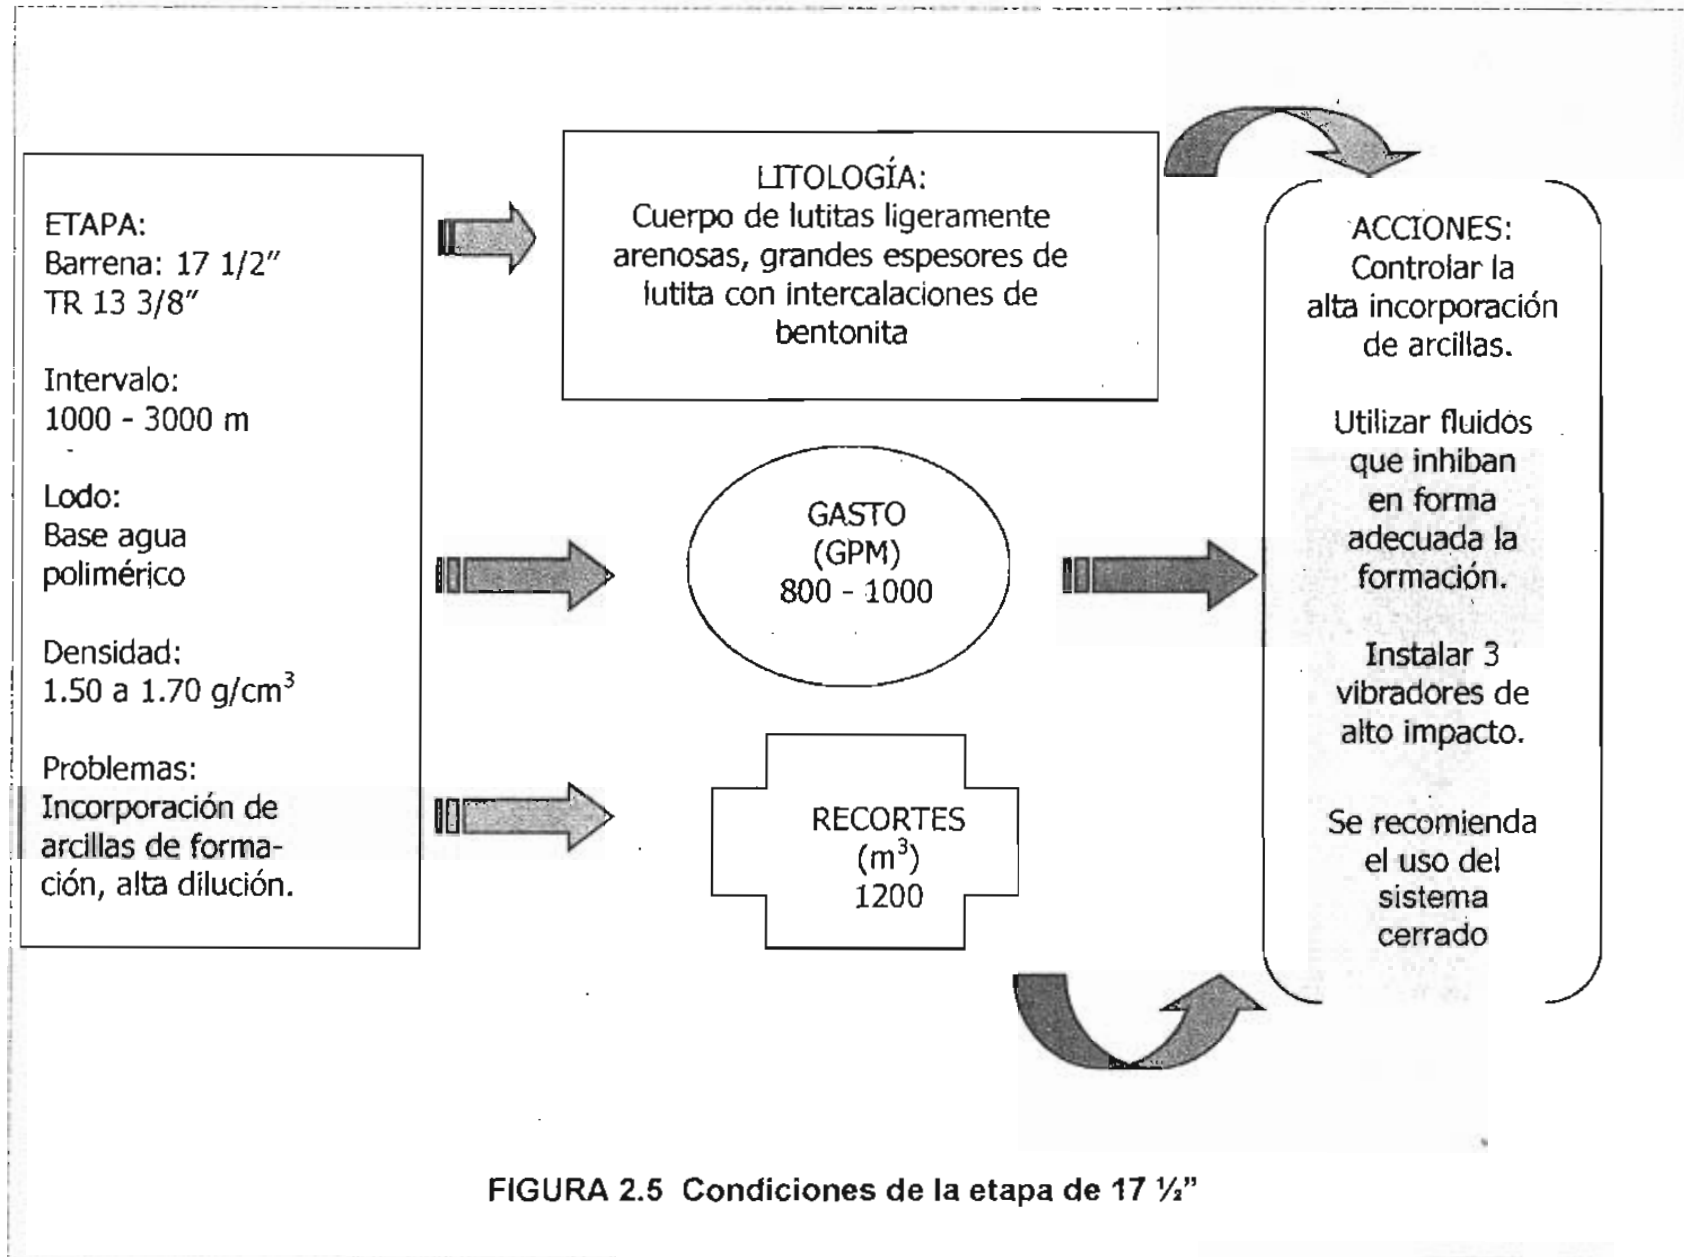 ETAPA:
Barrena: 17 1/2"
TR 13 3/8"
Intervalo:
1000 - 3000 m
Lodo:
Base agua
polimérico
Densidad:
1.50 a 1.70 g/cm³
Problemas:
Incorporación de
arcillas de forma-
ción, alta dilución.
LITOLOGÍA:
Cuerpo de lutitas ligeramente
arenosas, grandes espesores de
lutita con intercalaciones de
bentonita
GASTO
(GPM)
800 - 1000
RECORTES
(m³)
1200
ACCIONES:
Controlar la
alta incorporación
de arcillas.
Utilizar fluidos
que inhiban
en forma
adecuada la
formación.
Instalar 3
vibradores de
alto impacto.
Se recomienda
el uso del
sistema
cerrado
FIGURA 2.5 Condiciones de la etapa de 17 ½”